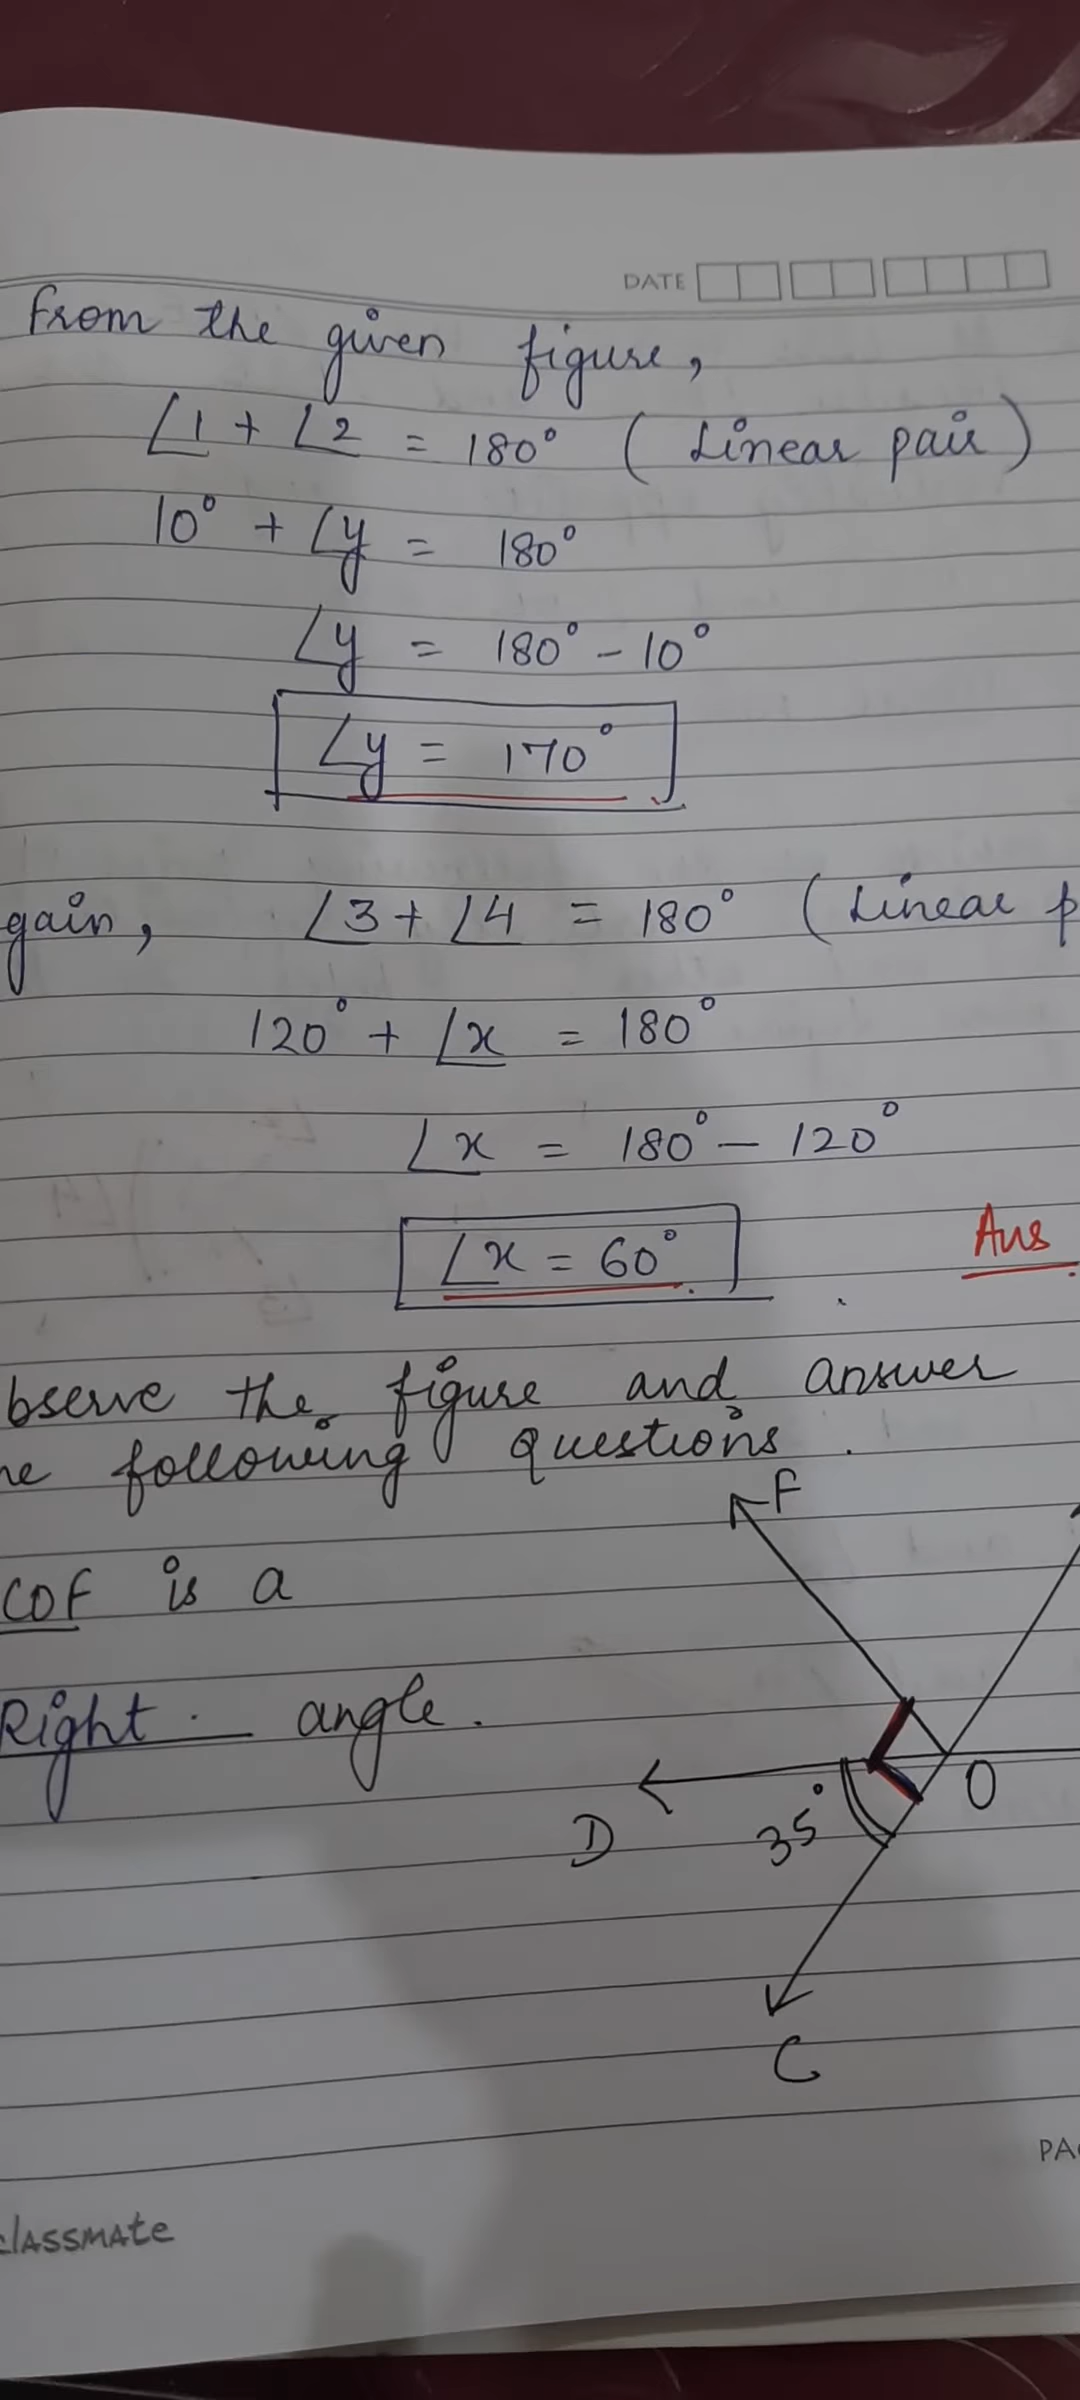 DATE
From the given figure,
∠1 + ∠2 = 180° ( Linear pair )
10° + ∠y = 180°
∠y = 180° - 10°
∠y = 170°
gain, ∠3 + ∠4 = 180° ( Linear p
120° + ∠x = 180°
∠x = 180° - 120°
∠x = 60°
Ans
bserve the figure and answer
he following questions.
F
COF is a
Right angle.
O
D
35°
C
PA
classmate